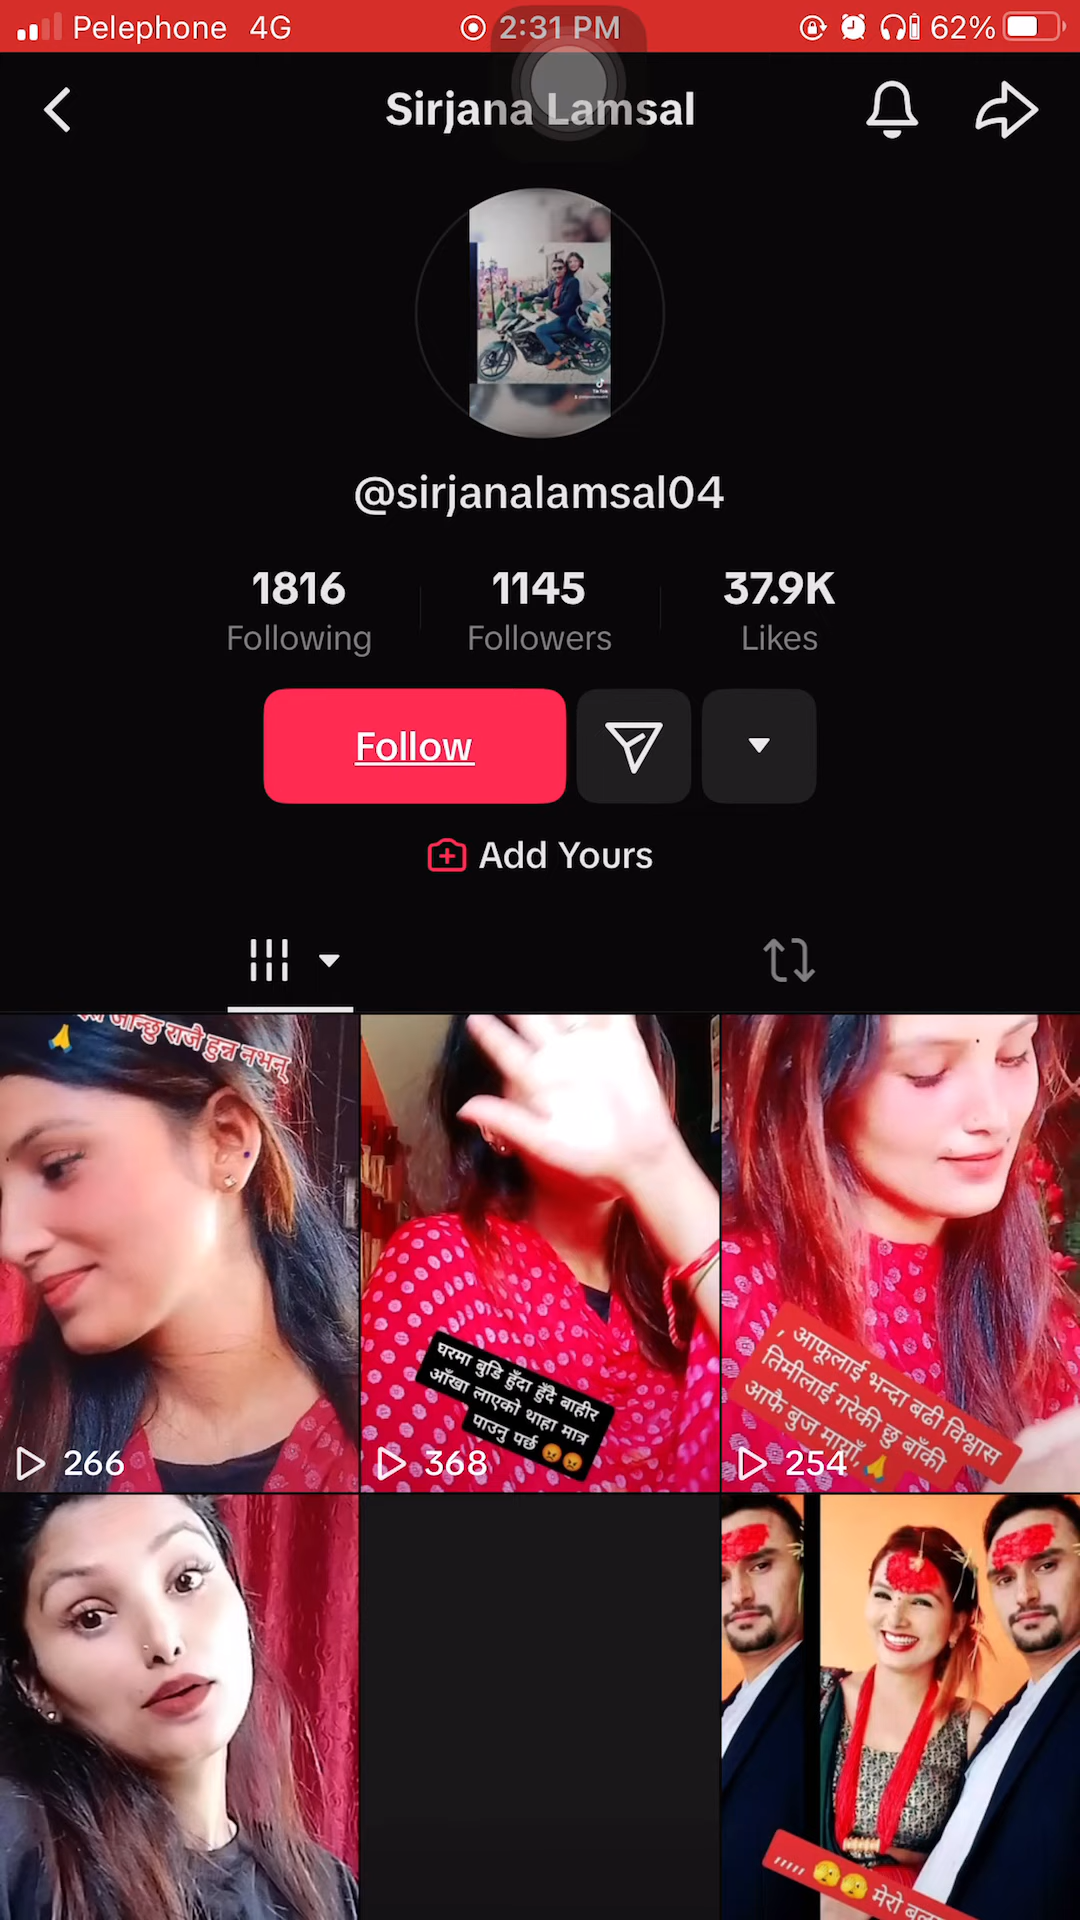 Pelephone 4G 2:31 PM 62%
Sirjana Lamsal
@sirjanalamsal04
1816 1145 37.9K
Following Followers Likes
Follow
Add Yours
जान्छु राजै हुन्न नभन्
घरमा बुडि हुँदा हुँदै बाहीर
आँखा लाएको थाहा मात्र
पाउनु पर्छ
, आफूलाई भन्दा बढी विश्वास
तिमीलाई गरेकी छु बाँकी
आफै बुज मायाँ,
266
368
254
,,,,, मेरो